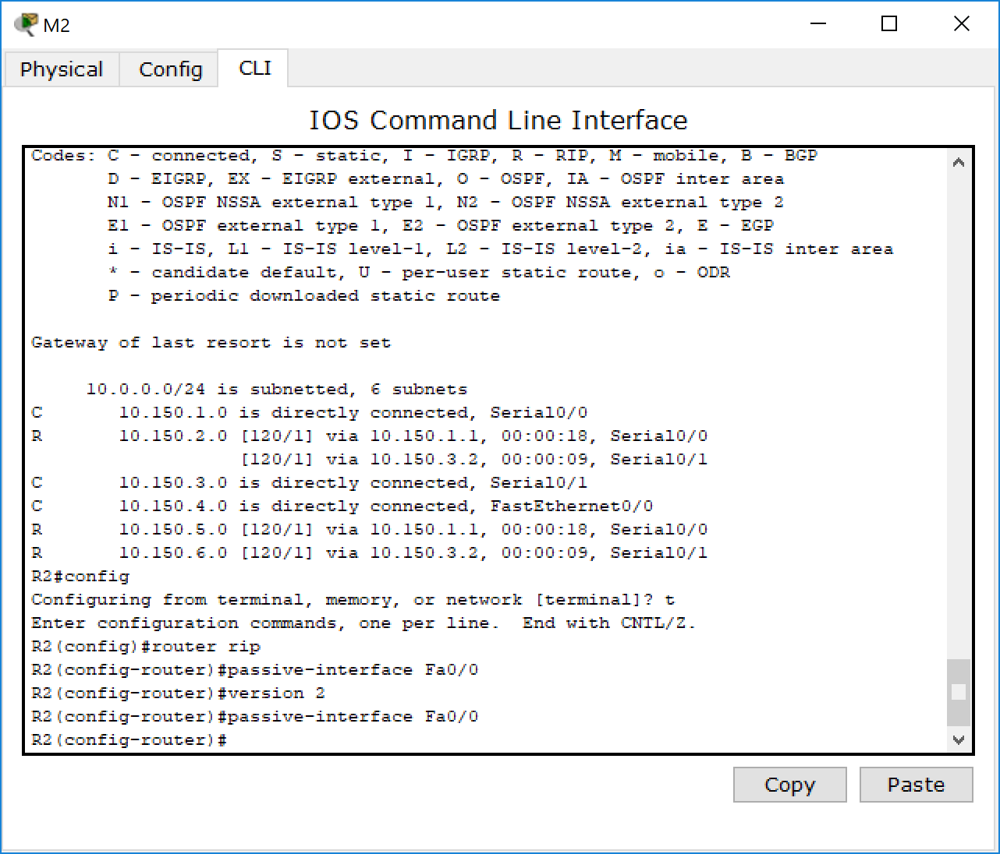 M2
Physical Config CLI
IOS Command Line Interface
Codes: C - connected, S - static, I - IGRP, R - RIP, M - mobile, B - BGP
       D - EIGRP, EX - EIGRP external, O - OSPF, IA - OSPF inter area
       N1 - OSPF NSSA external type 1, N2 - OSPF NSSA external type 2
       E1 - OSPF external type 1, E2 - OSPF external type 2, E - EGP
       i - IS-IS, L1 - IS-IS level-1, L2 - IS-IS level-2, ia - IS-IS inter area
       * - candidate default, U - per-user static route, o - ODR
       P - periodic downloaded static route
Gateway of last resort is not set
     10.0.0.0/24 is subnetted, 6 subnets
C       10.150.1.0 is directly connected, Serial0/0
R       10.150.2.0 [120/1] via 10.150.1.1, 00:00:18, Serial0/0
                   [120/1] via 10.150.3.2, 00:00:09, Serial0/1
C       10.150.3.0 is directly connected, Serial0/1
C       10.150.4.0 is directly connected, FastEthernet0/0
R       10.150.5.0 [120/1] via 10.150.1.1, 00:00:18, Serial0/0
R       10.150.6.0 [120/1] via 10.150.3.2, 00:00:09, Serial0/1
R2#config
Configuring from terminal, memory, or network [terminal]? t
Enter configuration commands, one per line.  End with CNTL/Z.
R2(config)#router rip
R2(config-router)#passive-interface Fa0/0
R2(config-router)#version 2
R2(config-router)#passive-interface Fa0/0
R2(config-router)#
Copy Paste